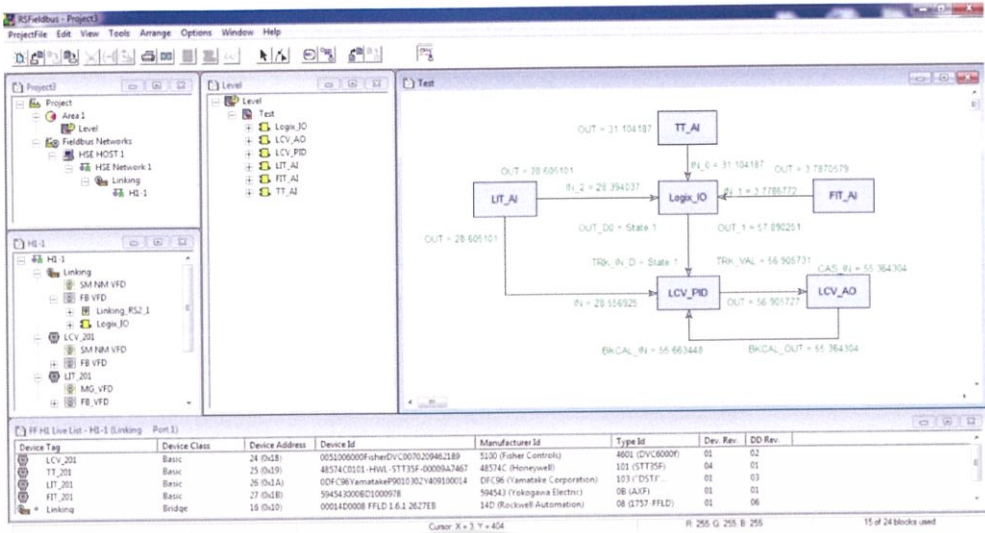 RSFieldbus - Project3
ProjectFile Edit View Tools Arrange Options Window Help
Project3
Project
Area 1
Level
Fieldbus Networks
HSE HOST 1
HSE Network 1
Linking
H1-1
H1-1
H1-1
Linking
SM NM VFD
FB VFD
Linking_RS2_1
Logix_IO
LCV_201
SM NM VFD
FB VFD
LIT_201
MG_VFD
FB_VFD
Level
Level
Test
Logix_IO
LCV_AO
LCV_PID
LIT_AI
FIT_AI
TT_AI
Test
OUT = 31.104187 TT_AI
OUT = 28.605101 IN_0 = 31.104187 OUT = 3.7870579
IN_2 = 28.394037 IN_1 = 3.7786772
LIT_AI Logix_IO FIT_AI
OUT = 28.605101 OUT_D0 = State 1 OUT_1 = 57.890251
TRK_IN_D = State 1 TRK_VAL = 56.905731 CAS_IN = 55.364304
LCV_PID LCV_AO
IN = 28.556925 OUT = 56.901727
BKCAL_IN = 55.663448 BKCAL_OUT = 55.364304
FF H1 Live List - H1-1 (Linking Port 1)
Device Tag Device Class Device Address Device Id Manufacturer Id Type Id Dev. Rev. DD Rev.
LCV_201 Basic 24 (0x18) 0051006000FisherDVC0070209462189 5100 (Fisher Controls) 4601 (DVC6000f) 01 02
TT_201 Basic 25 (0x19) 48574C0101-HWL-STT35F-00009A7467 48574C (Honeywell) 101 (STT35F) 04 01
LIT_201 Basic 26 (0x1A) 0DFC96YamatakeP9010302Y409100014 DFC96 (Yamatake Corporation) 103 ("DSTJ"... 01 03
FIT_201 Basic 27 (0x1B) 594543000BD1000978 594543 (Yokogawa Electric) 0B (AXF) 01 01
* Linking Bridge 16 (0x10) 00014D0008 FFLD 1.6.1 2627EB 14D (Rockwell Automation) 08 (1757-FFLD) 01 06
Cursor X = 3, Y = 404 R: 255 G: 255 B: 255 15 of 24 blocks used